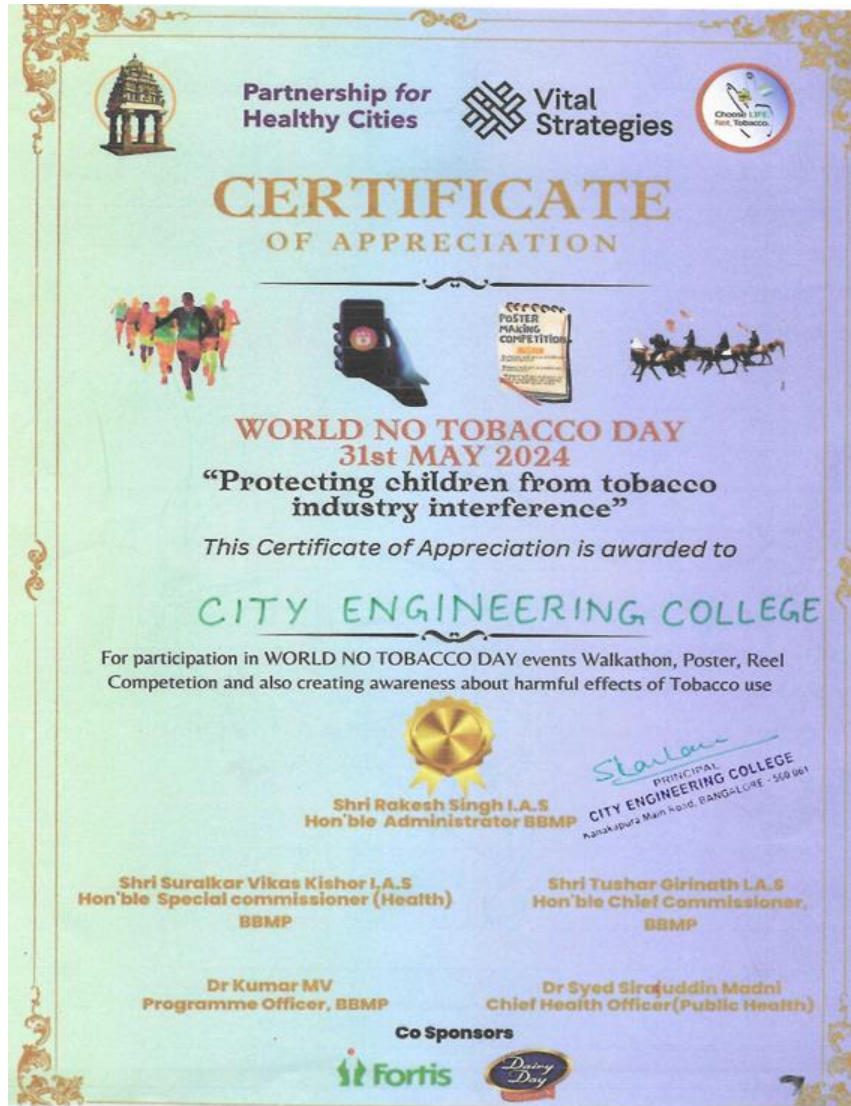 Partnership for
Healthy Cities
Vital
Strategies
Choose LIFE.
Not, Tobacco.
CERTIFICATE
OF APPRECIATION
POSTER
MAKING
COMPETITION
WORLD NO TOBACCO DAY
31st MAY 2024
“Protecting children from tobacco
industry interference”
This Certificate of Appreciation is awarded to
CITY ENGINEERING COLLEGE
For participation in WORLD NO TOBACCO DAY events Walkathon, Poster, Reel
Competetion and also creating awareness about harmful effects of Tobacco use
PRINCIPAL
CITY ENGINEERING COLLEGE
Kanakapura Main Road, BANGALORE - 560 061
Shri Rakesh Singh I.A.S
Hon'ble Administrator BBMP
Shri Suralkar Vikas Kishor I.A.S
Hon'ble Special commissioner (Health)
BBMP
Shri Tushar Girinath I.A.S
Hon'ble Chief Commissioner,
BBMP
Dr Kumar MV
Programme Officer, BBMP
Dr Syed Sirajuddin Madni
Chief Health Officer(Public Health)
Co Sponsors
Fortis
Dairy
Day